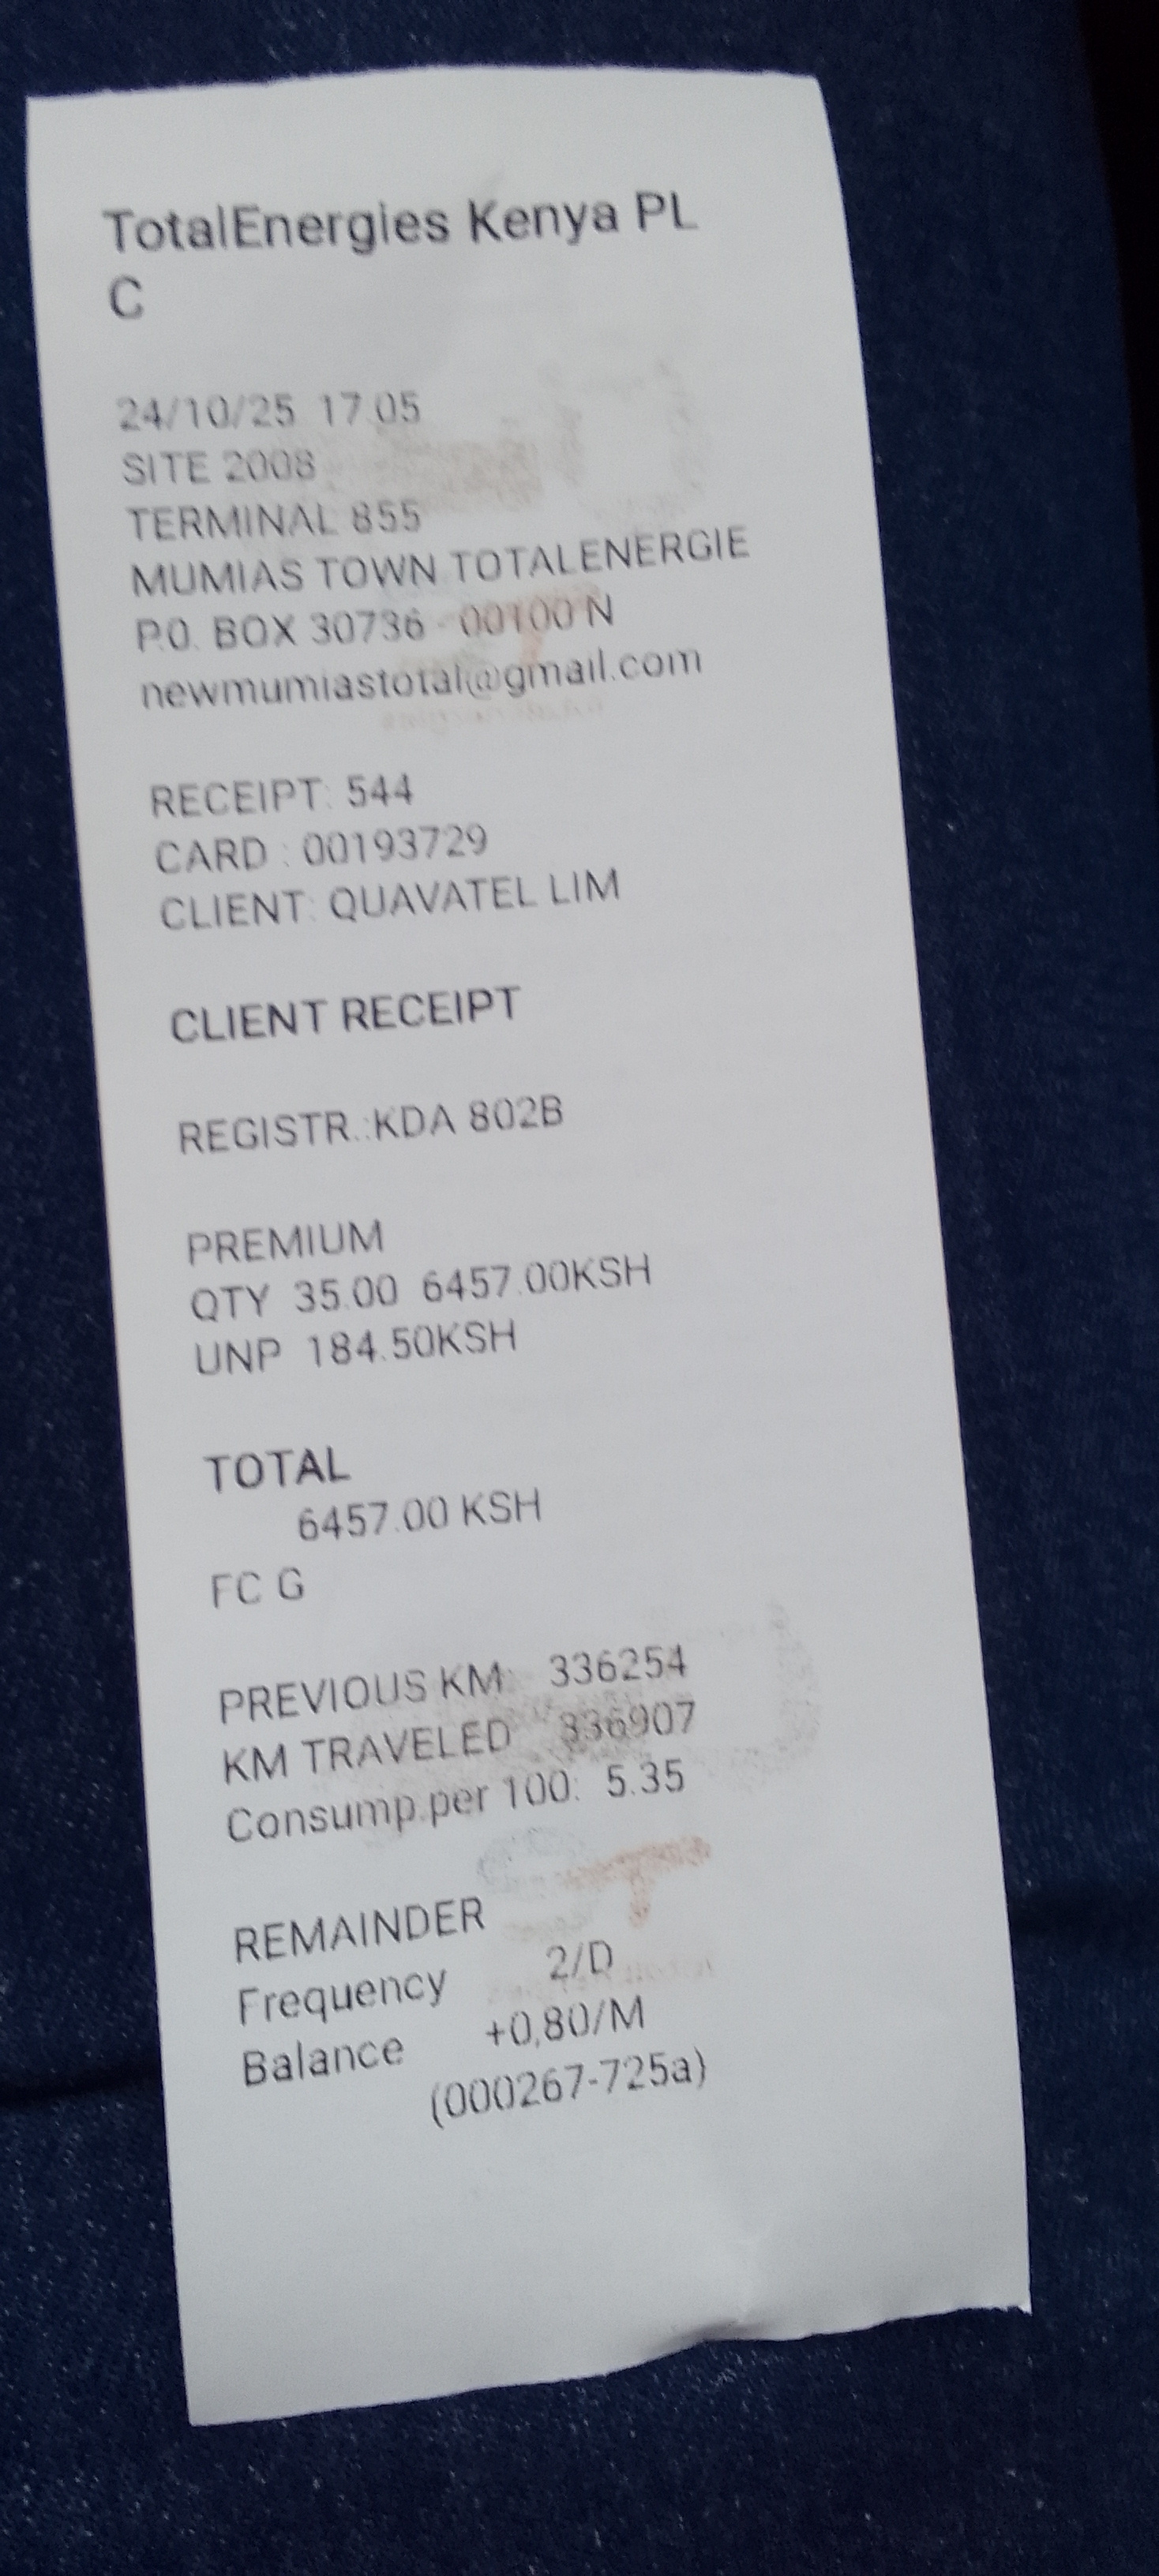 TotalEnergies Kenya PL
C
24/10/25 17:05
SITE 2008
TERMINAL 855
MUMIAS TOWN TOTALENERGIE
P.O. BOX 30736 - 00100 N
newmumiastotal@gmail.com
RECEIPT: 544
CARD : 00193729
CLIENT: QUAVATEL LIM
CLIENT RECEIPT
REGISTR.:KDA 802B
PREMIUM
QTY 35.00 6457.00KSH
UNP 184.50KSH
TOTAL
6457.00 KSH
FC G
PREVIOUS KM: 336254
KM TRAVELED 336907
Consump.per 100: 5.35
REMAINDER
Frequency 2/D
Balance +0,80/M
(000267-725a)